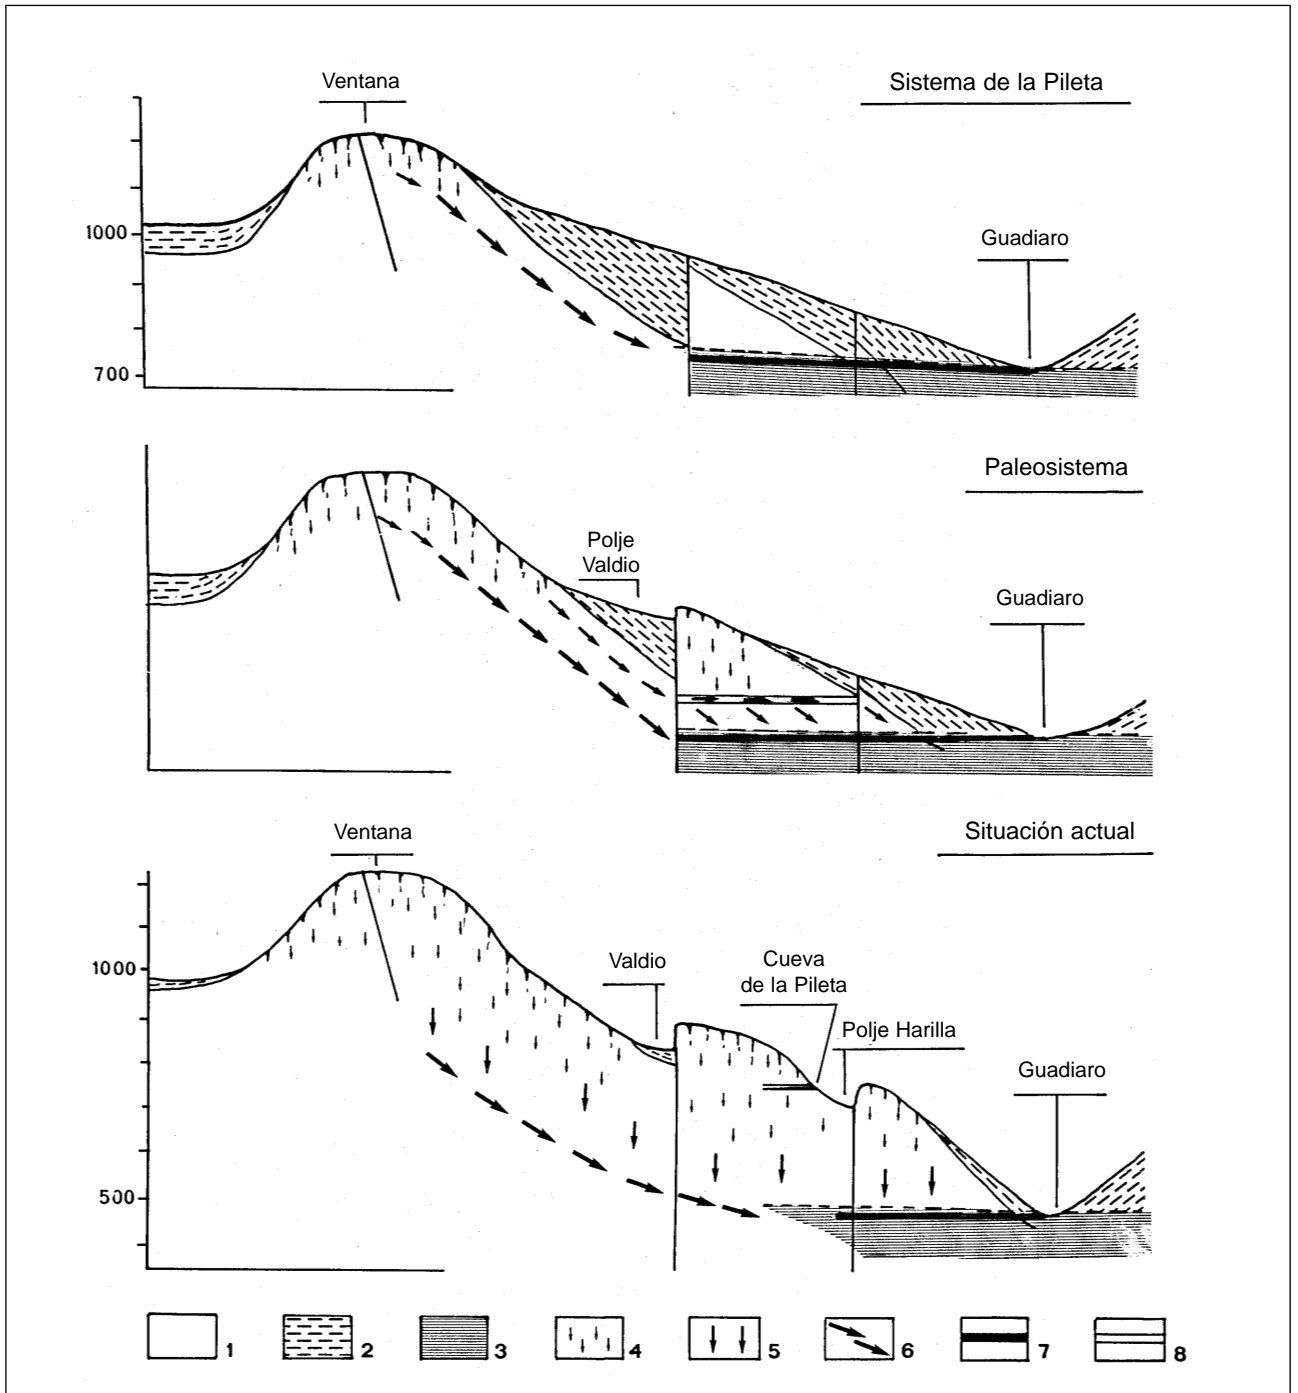 Ventana
Sistema de la Pileta
Guadiaro
1000
700
Paleosistema
Polje
Valdio
Guadiaro
Ventana
Situación actual
Valdio
Cueva
de la Pileta
Polje Harilla
Guadiaro
1000
500
1
2
3
4
5
6
7
8